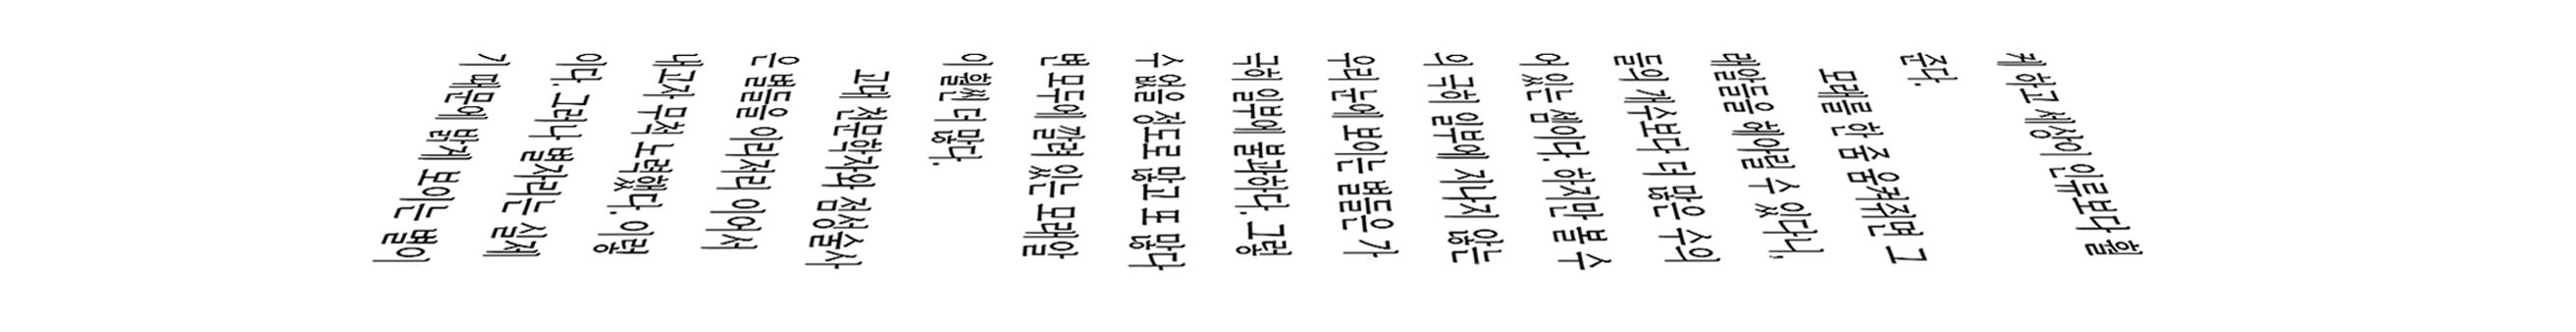 케 하고 세상이 인류보다 훨
준다.
모래를 한 줌 움켜쥐면 그
래알들을 헤아릴 수 있다니,
들의 개수보다 더 많은 수의
어 있는 셈이다. 하지만 볼 수
의 극히 일부에 지나지 않는
우리 눈에 보이는 별들은 가
극히 일부에 불과하다. 그렇
수 없을 정도로 많고 또 많다
변 모두에 깔려 있는 모래알
이 훨씬 더 많다.
고대 천문학자와 점성술사
은 별들을 이리저리 이어서
내고자 무척 노력했다. 이렇
이다. 그러나 별자리는 실제
기 때문에 밝게 보이는 별이